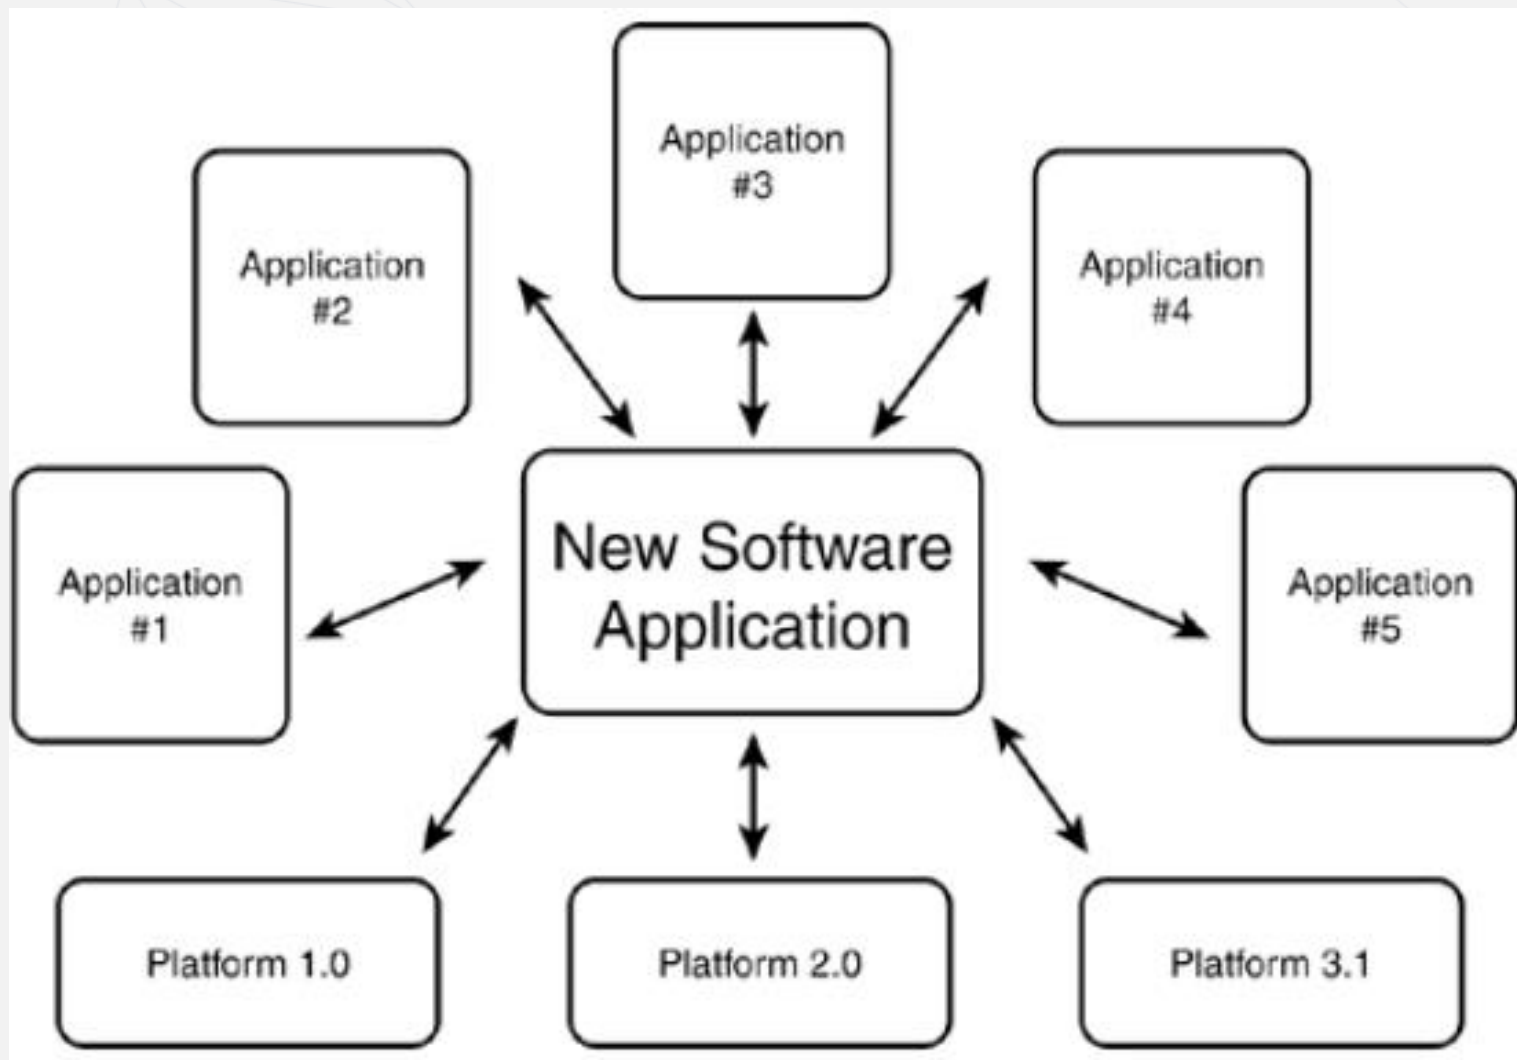 Application
#3
Application
#2
Application
#4
New Software
Application
Application
#1
Application
#5
Platform 1.0
Platform 2.0
Platform 3.1